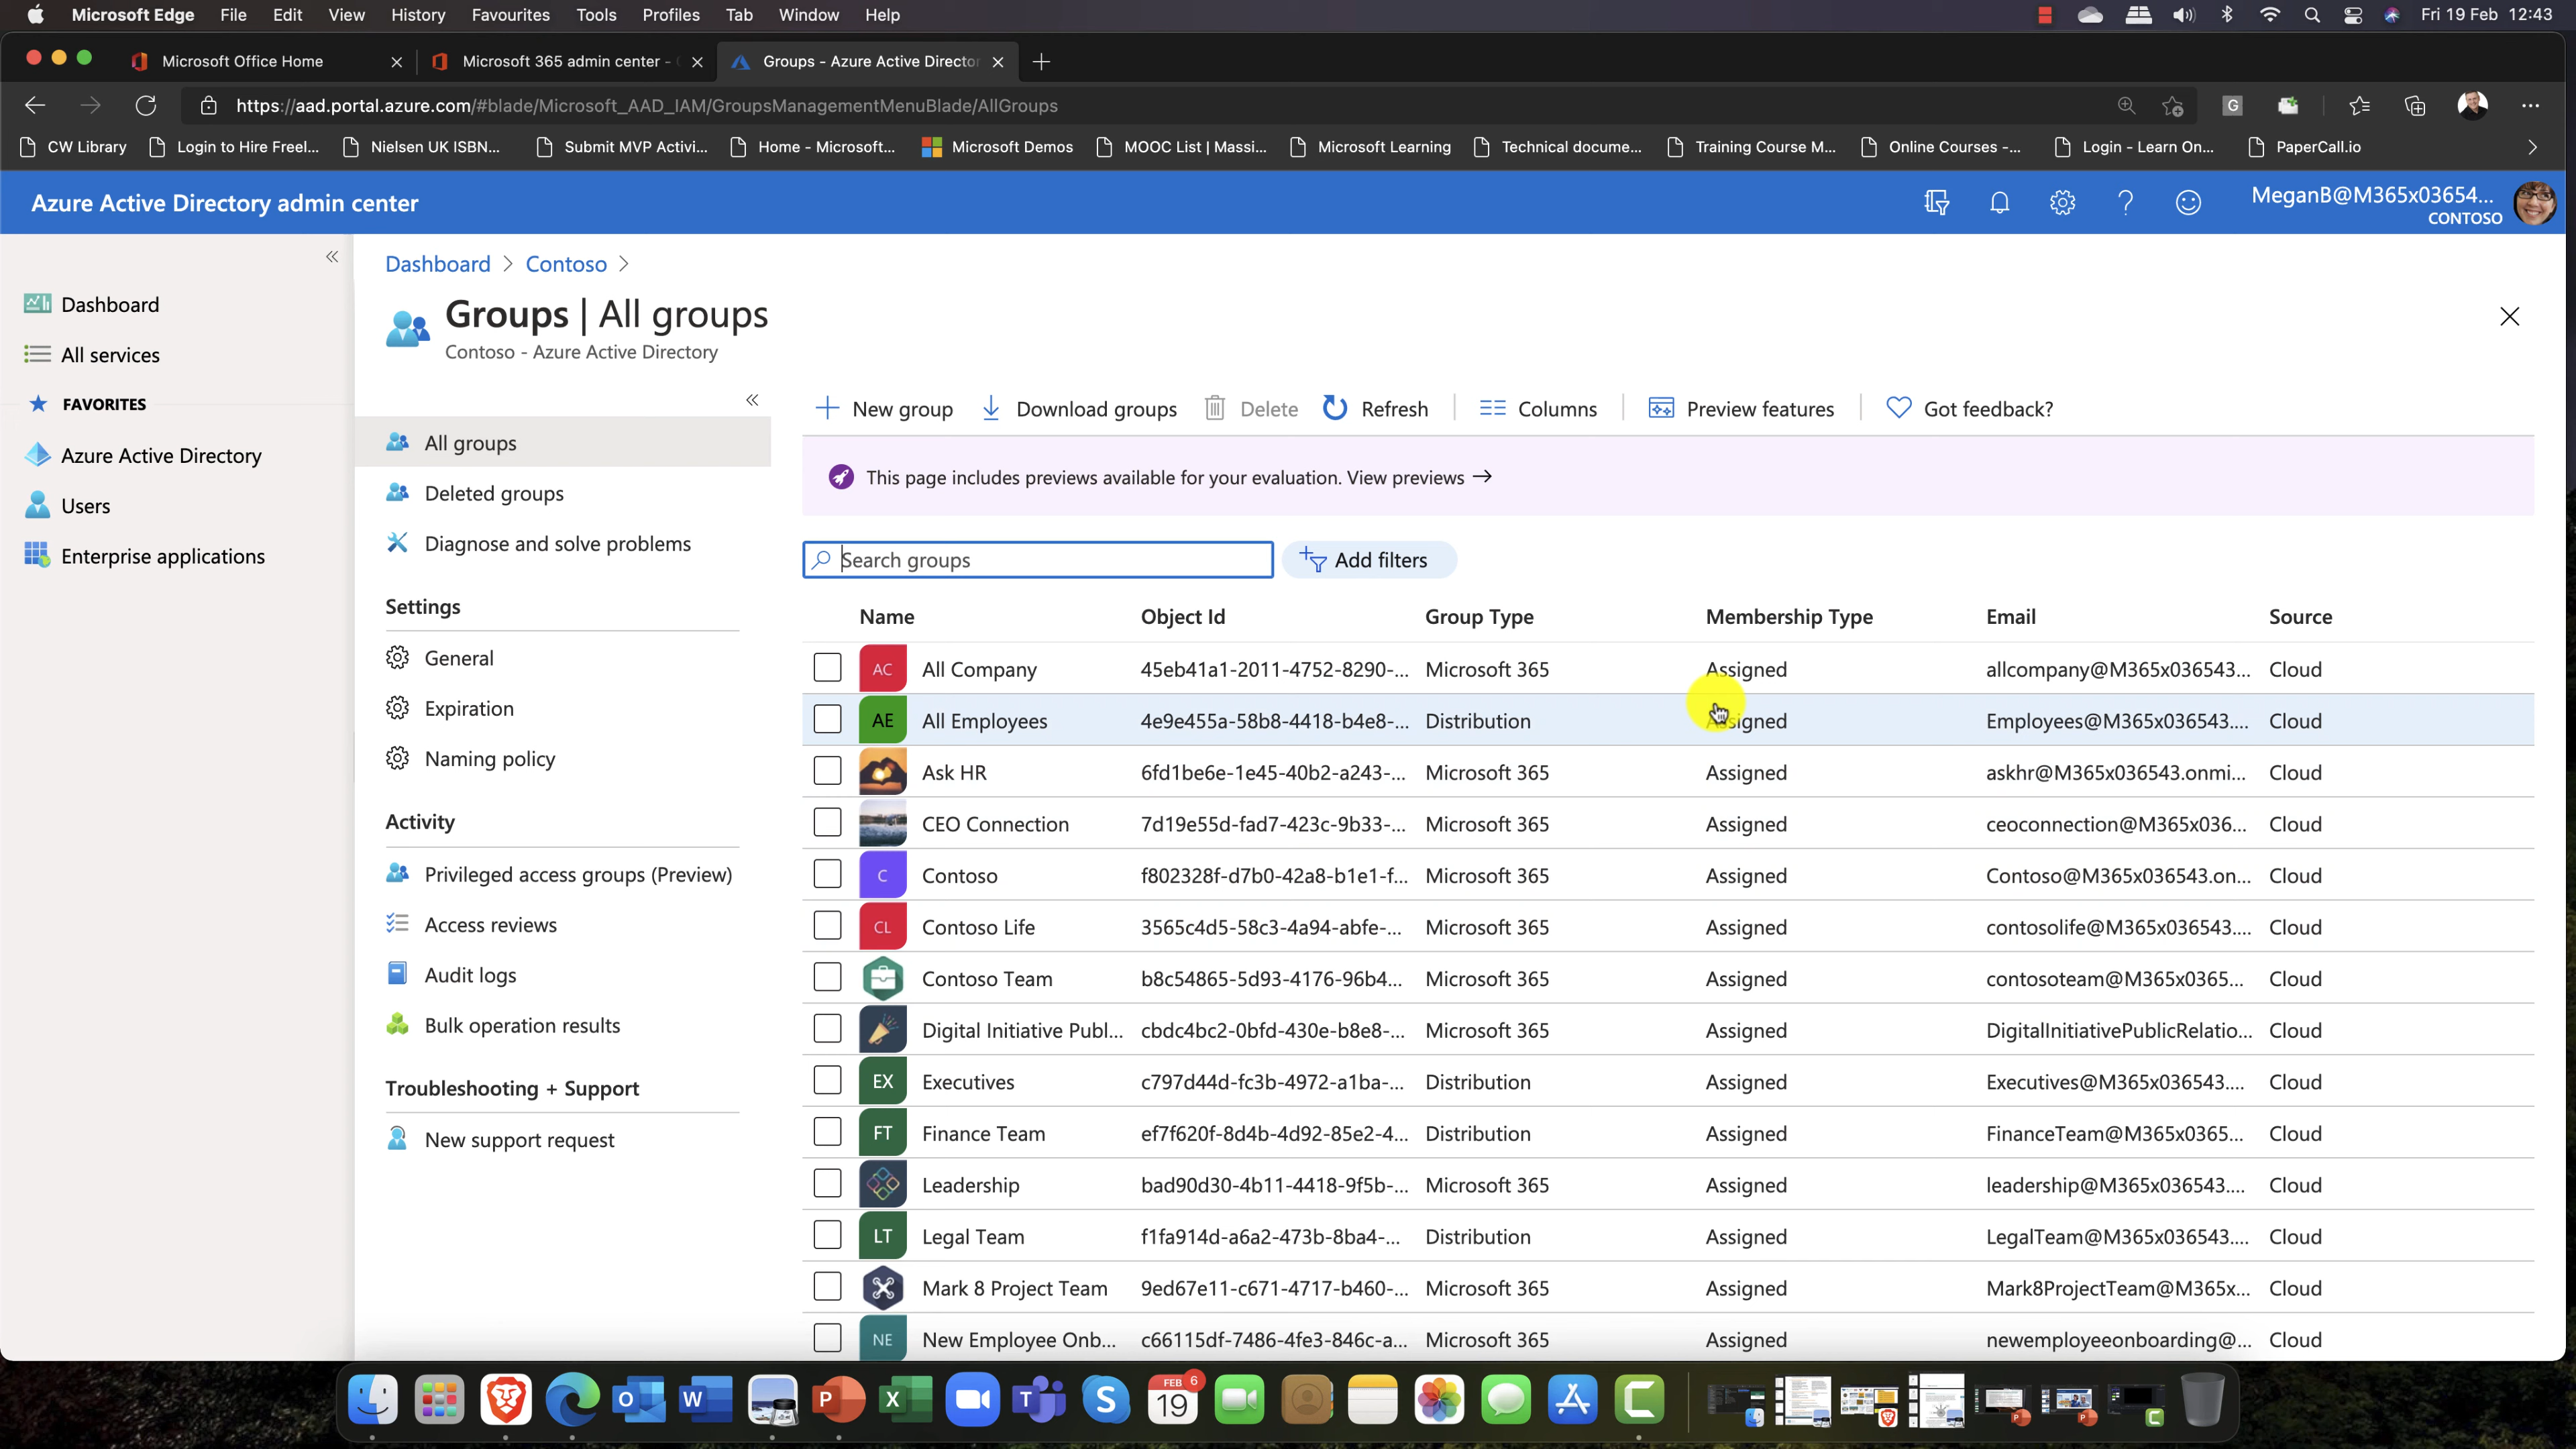 Microsoft Edge File Edit View History Favourites Tools Profiles Tab Window Help Fri 19 Feb 12:43
Microsoft Office Home Microsoft 365 admin center - Groups - Azure Active Director
https://aad.portal.azure.com/#blade/Microsoft_AAD_IAM/GroupsManagementMenuBlade/AllGroups
CW Library Login to Hire Freel... Nielsen UK ISBN... Submit MVP Activi... Home - Microsoft... Microsoft Demos MOOC List | Massi... Microsoft Learning Technical docume... Training Course M... Online Courses -... Login - Learn On... PaperCall.io
Azure Active Directory admin center
MeganB@M365x03654...
CONTOSO
Dashboard
All services
FAVORITES
Azure Active Directory
Users
Enterprise applications
Dashboard > Contoso >
Groups | All groups
Contoso - Azure Active Directory
All groups
Deleted groups
Diagnose and solve problems
Settings
General
Expiration
Naming policy
Activity
Privileged access groups (Preview)
Access reviews
Audit logs
Bulk operation results
Troubleshooting + Support
New support request
New group Download groups Delete Refresh Columns Preview features Got feedback?
This page includes previews available for your evaluation. View previews →
Search groups Add filters
Name Object Id Group Type Membership Type Email Source
AC All Company 45eb41a1-2011-4752-8290-... Microsoft 365 Assigned allcompany@M365x036543... Cloud
AE All Employees 4e9e455a-58b8-4418-b4e8-... Distribution Assigned Employees@M365x036543.... Cloud
Ask HR 6fd1be6e-1e45-40b2-a243-... Microsoft 365 Assigned askhr@M365x036543.onmi... Cloud
CEO Connection 7d19e55d-fad7-423c-9b33-... Microsoft 365 Assigned ceoconnection@M365x036... Cloud
C Contoso f802328f-d7b0-42a8-b1e1-f... Microsoft 365 Assigned Contoso@M365x036543.on... Cloud
CL Contoso Life 3565c4d5-58c3-4a94-abfe-... Microsoft 365 Assigned contosolife@M365x036543.... Cloud
Contoso Team b8c54865-5d93-4176-96b4... Microsoft 365 Assigned contosoteam@M365x0365... Cloud
Digital Initiative Publ... cbdc4bc2-0bfd-430e-b8e8-... Microsoft 365 Assigned DigitalInitiativePublicRelatio... Cloud
EX Executives c797d44d-fc3b-4972-a1ba-... Distribution Assigned Executives@M365x036543.... Cloud
FT Finance Team ef7f620f-8d4b-4d92-85e2-4... Distribution Assigned FinanceTeam@M365x0365... Cloud
Leadership bad90d30-4b11-4418-9f5b-... Microsoft 365 Assigned leadership@M365x036543.... Cloud
LT Legal Team f1fa914d-a6a2-473b-8ba4-... Distribution Assigned LegalTeam@M365x036543.... Cloud
Mark 8 Project Team 9ed67e11-c671-4717-b460-... Microsoft 365 Assigned Mark8ProjectTeam@M365x... Cloud
NE New Employee Onb... c66115df-7486-4fe3-846c-a... Microsoft 365 Assigned newemployeeonboarding@... Cloud
FEB 6
19